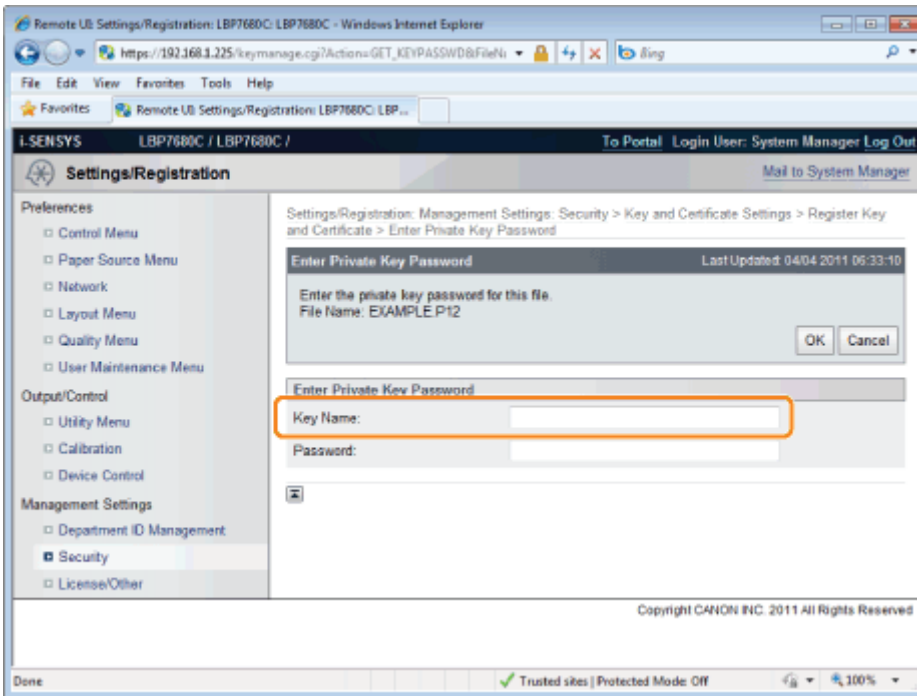 Remote UI: Settings/Registration: LBP7680C: LBP7680C - Windows Internet Explorer
https://192.168.1.225/keymanage.cgi?Action=GET_KEYPASSWD&FileN
Bing
File Edit View Favorites Tools Help
Favorites Remote UI: Settings/Registration: LBP7680C: LBP...
i-SENSYS LBP7680C / LBP7680C / To Portal Login User: System Manager Log Out
Settings/Registration Mail to System Manager
Preferences
Control Menu
Paper Source Menu
Network
Layout Menu
Quality Menu
User Maintenance Menu
Output/Control
Utility Menu
Calibration
Device Control
Management Settings
Department ID Management
Security
License/Other
Settings/Registration: Management Settings: Security > Key and Certificate Settings > Register Key
and Certificate > Enter Private Key Password
Enter Private Key Password Last Updated: 04/04 2011 06:33:10
Enter the private key password for this file.
File Name: EXAMPLE.P12
OK Cancel
Enter Private Key Password
Key Name:
Password:
Copyright CANON INC. 2011 All Rights Reserved
Done Trusted sites | Protected Mode: Off 100%